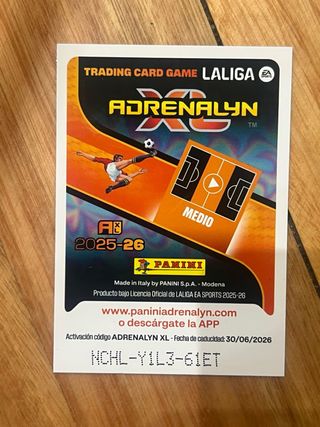 TRADING CARD GAME LALIGA EA
ADRENALYN
XL
TM
MEDIO
AXL
2025-26
PANINI
Made in Italy by PANINI S.p.A. - Modena
Producto bajo Licencia Oficial de LALIGA EA SPORTS 2025-26
www.paniniadrenalyn.com
o descárgate la APP
Activación código ADRENALYN XL - Fecha de caducidad: 30/06/2026
NCHL-Y1L3-61ET